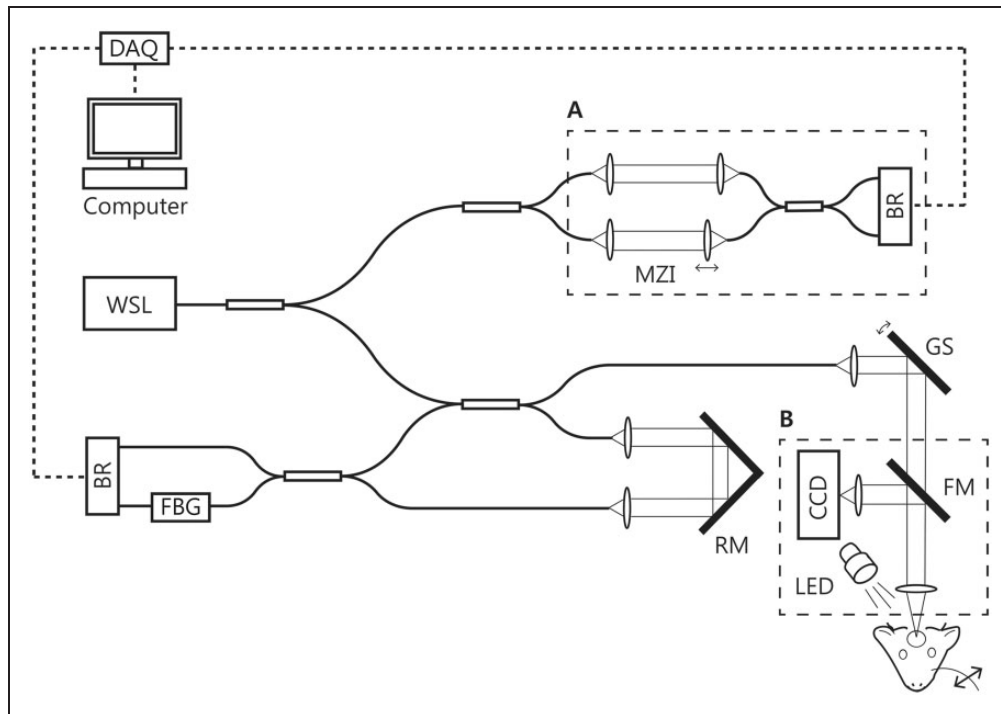 DAQ
Computer
A
MZI
BR
WSL
GS
B
BR
FBG
CCD
FM
RM
LED